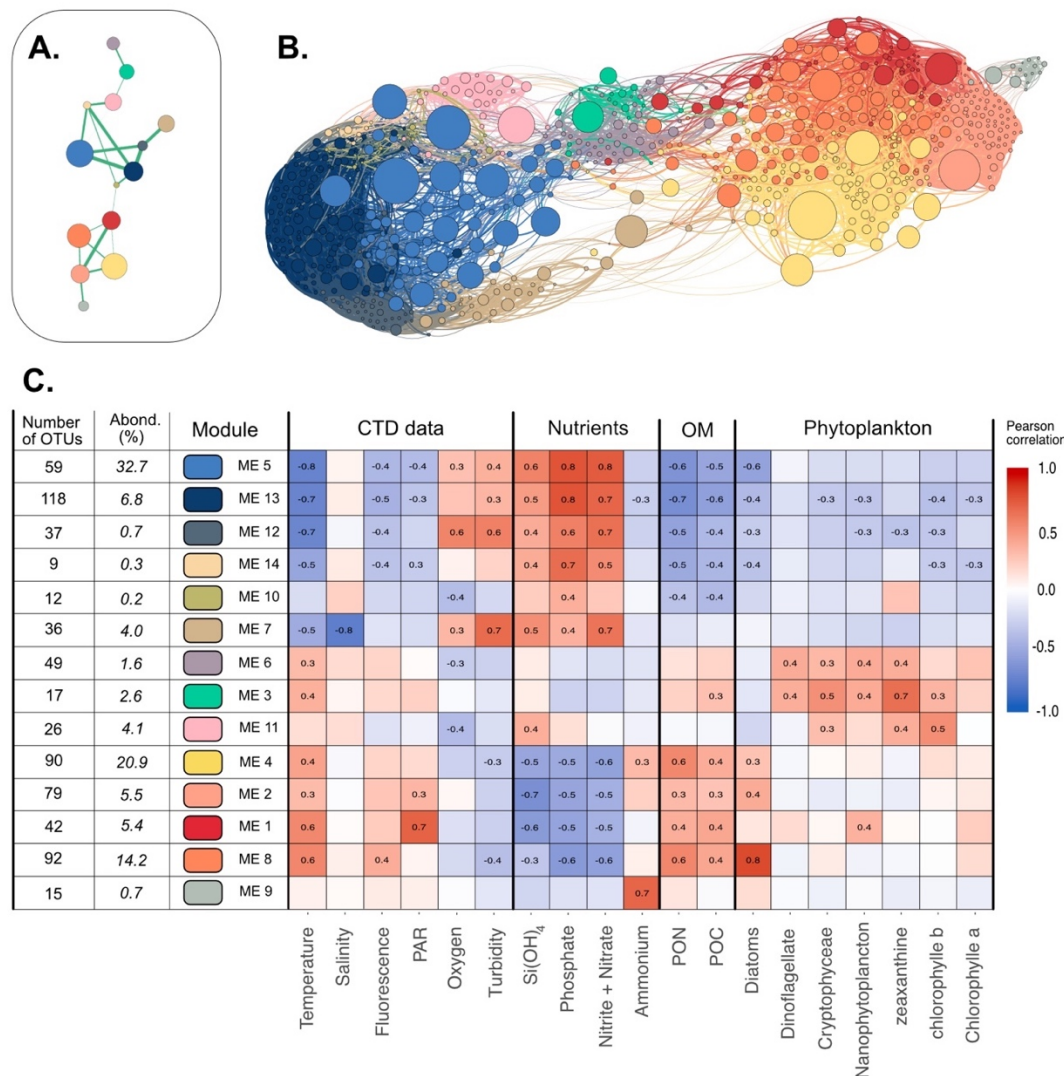 A.
B.
C.
Number of OTUs Abond. (%) Module CTD data Nutrients OM Phytoplankton
59 32.7 ME 5 -0.8 -0.4 -0.4 0.3 0.4 0.6 0.8 0.8 -0.6 -0.5 -0.6
118 6.8 ME 13 -0.7 -0.5 -0.3 0.3 0.5 0.8 0.7 -0.3 -0.7 -0.6 -0.4 -0.3 -0.3 -0.4 -0.3
37 0.7 ME 12 -0.7 -0.4 0.6 0.6 0.4 0.6 0.7 -0.5 -0.4 -0.3 -0.3 -0.3 -0.3
9 0.3 ME 14 -0.5 -0.4 0.3 0.4 0.7 0.5 -0.5 -0.4 -0.4 -0.3 -0.3
12 0.2 ME 10 -0.4 0.4 -0.4 -0.4
36 4.0 ME 7 -0.5 -0.8 0.3 0.7 0.5 0.4 0.7
49 1.6 ME 6 0.3 -0.3 0.4 0.3 0.4 0.4
17 2.6 ME 3 0.4 0.3 0.4 0.5 0.4 0.7 0.3
26 4.1 ME 11 -0.4 0.4 0.3 0.4 0.5
90 20.9 ME 4 0.4 -0.3 -0.5 -0.5 -0.6 0.3 0.6 0.4 0.3
79 5.5 ME 2 0.3 0.3 -0.7 -0.5 -0.5 0.3 0.3 0.4
42 5.4 ME 1 0.6 0.7 -0.6 -0.5 -0.5 0.4 0.4 0.4
92 14.2 ME 8 0.6 0.4 -0.4 -0.3 -0.6 -0.6 0.6 0.4 0.8
15 0.7 ME 9 0.7
Temperature
Salinity
Fluorescence
PAR
Oxygen
Turbidity
Si(OH)4
Phosphate
Nitrite + Nitrate
Ammonium
PON
POC
Diatoms
Dinoflagellate
Cryptophyceae
Nanophytoplancton
zeaxanthine
chlorophylle b
Chlorophylle a
Pearson
correlation
1.0
0.5
0.0
-0.5
-1.0